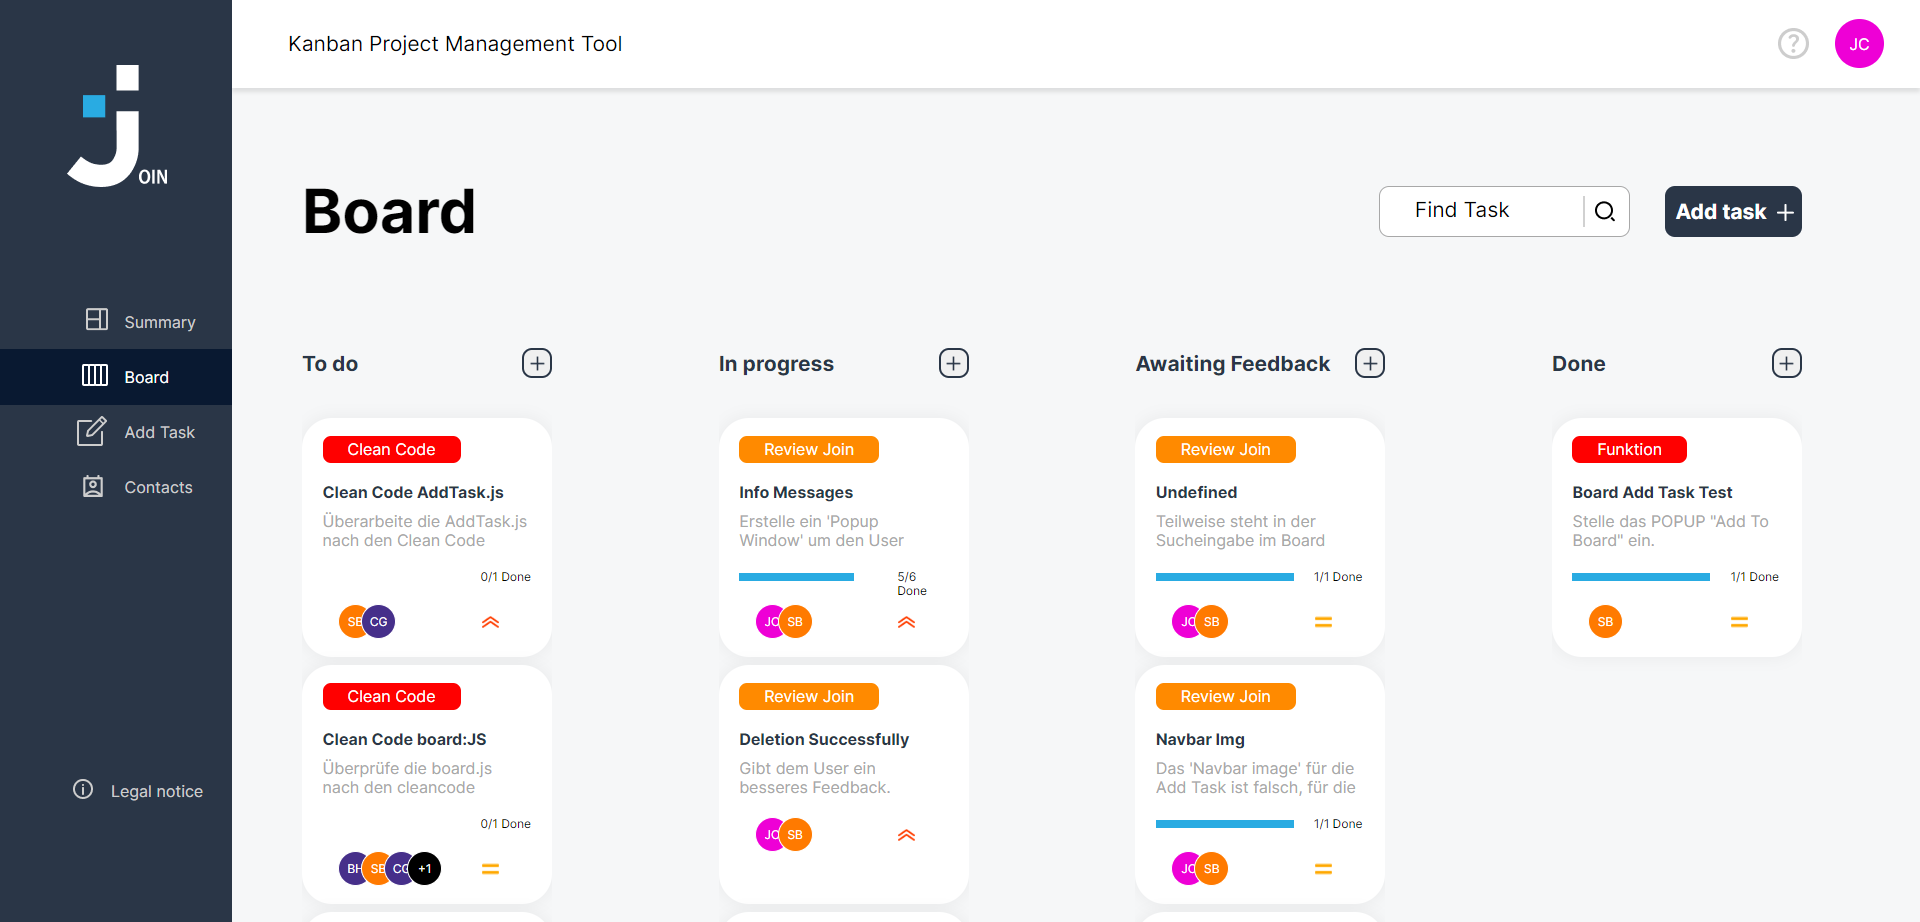 Kanban Project Management Tool
JC
OIN
Board
Find Task
Add task
Summary
Board
Add Task
Contacts
Legal notice
To do
Clean Code
Clean Code AddTask.js
Überarbeite die AddTask.js
nach den Clean Code
0/1 Done
SB CG
Clean Code
Clean Code board:JS
Überprüfe die board.js
nach den cleancode
0/1 Done
BH SB CG +1
In progress
Review Join
Info Messages
Erstelle ein 'Popup
Window' um den User
5/6
Done
JC SB
Review Join
Deletion Successfully
Gibt dem User ein
besseres Feedback.
JC SB
Awaiting Feedback
Review Join
Undefined
Teilweise steht in der
Sucheingabe im Board
1/1 Done
JC SB
Review Join
Navbar Img
Das 'Navbar image' für die
Add Task ist falsch, für die
1/1 Done
JC SB
Done
Funktion
Board Add Task Test
Stelle das POPUP "Add To
Board" ein.
1/1 Done
SB